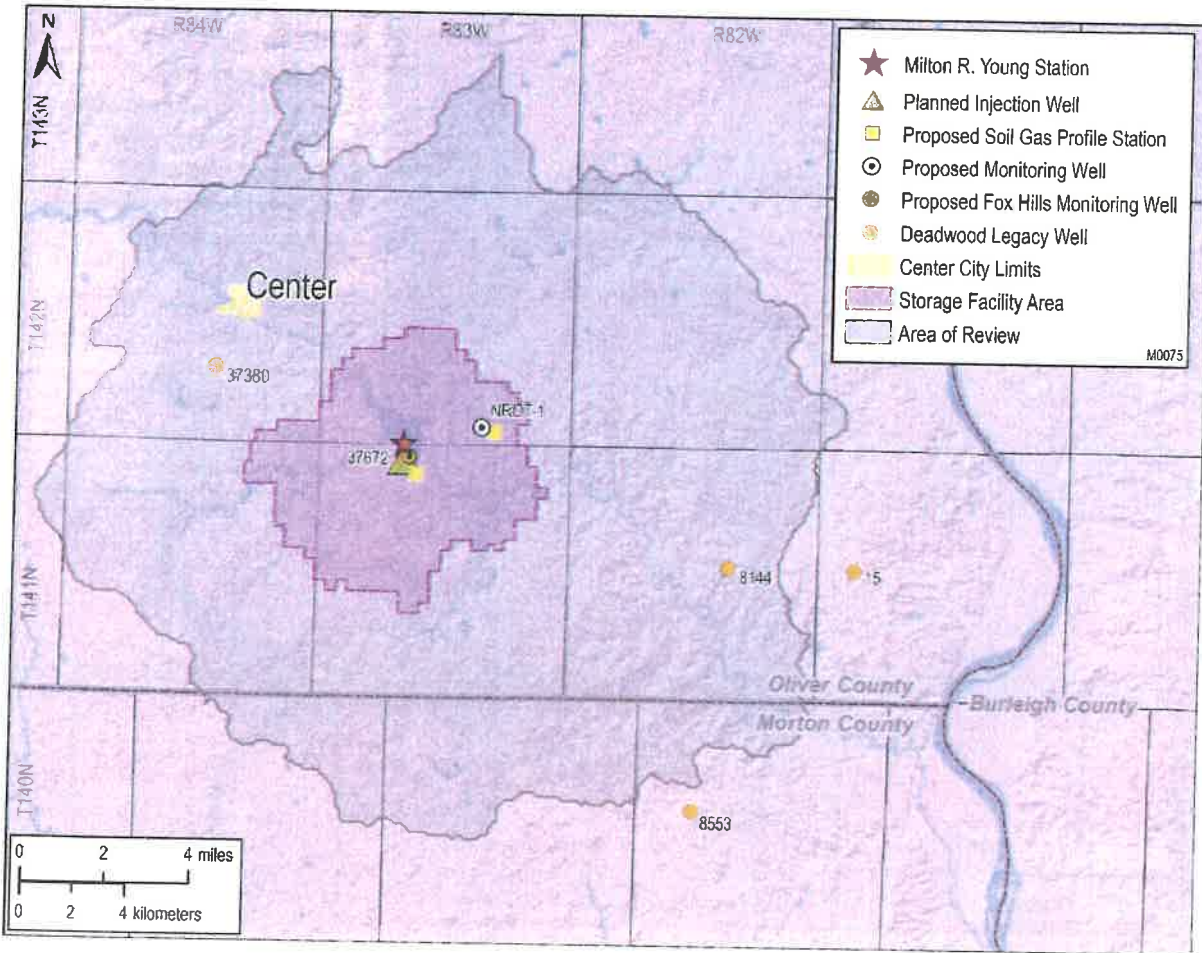 N
R84W
R83W
R82W
T143N
T142N
T141N
T140N
Milton R. Young Station
Planned Injection Well
Proposed Soil Gas Profile Station
Proposed Monitoring Well
Proposed Fox Hills Monitoring Well
Deadwood Legacy Well
Center City Limits
Storage Facility Area
Area of Review
M0075
Center
37380
NRDT-1
37672
8144
15
Oliver County
Burleigh County
Morton County
8553
0 2 4 miles
0 2 4 kilometers